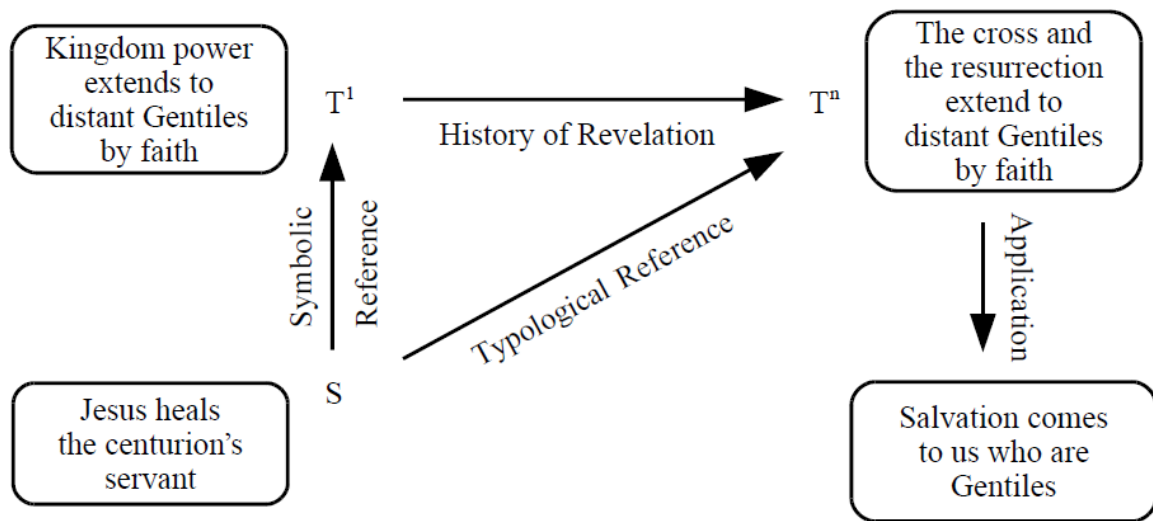 Kingdom power
extends to
distant Gentiles
by faith
T¹
History of Revelation
Tⁿ
The cross and
the resurrection
extend to
distant Gentiles
by faith
Symbolic
Reference
Typological Reference
Application
S
Jesus heals
the centurion’s
servant
Salvation comes
to us who are
Gentiles